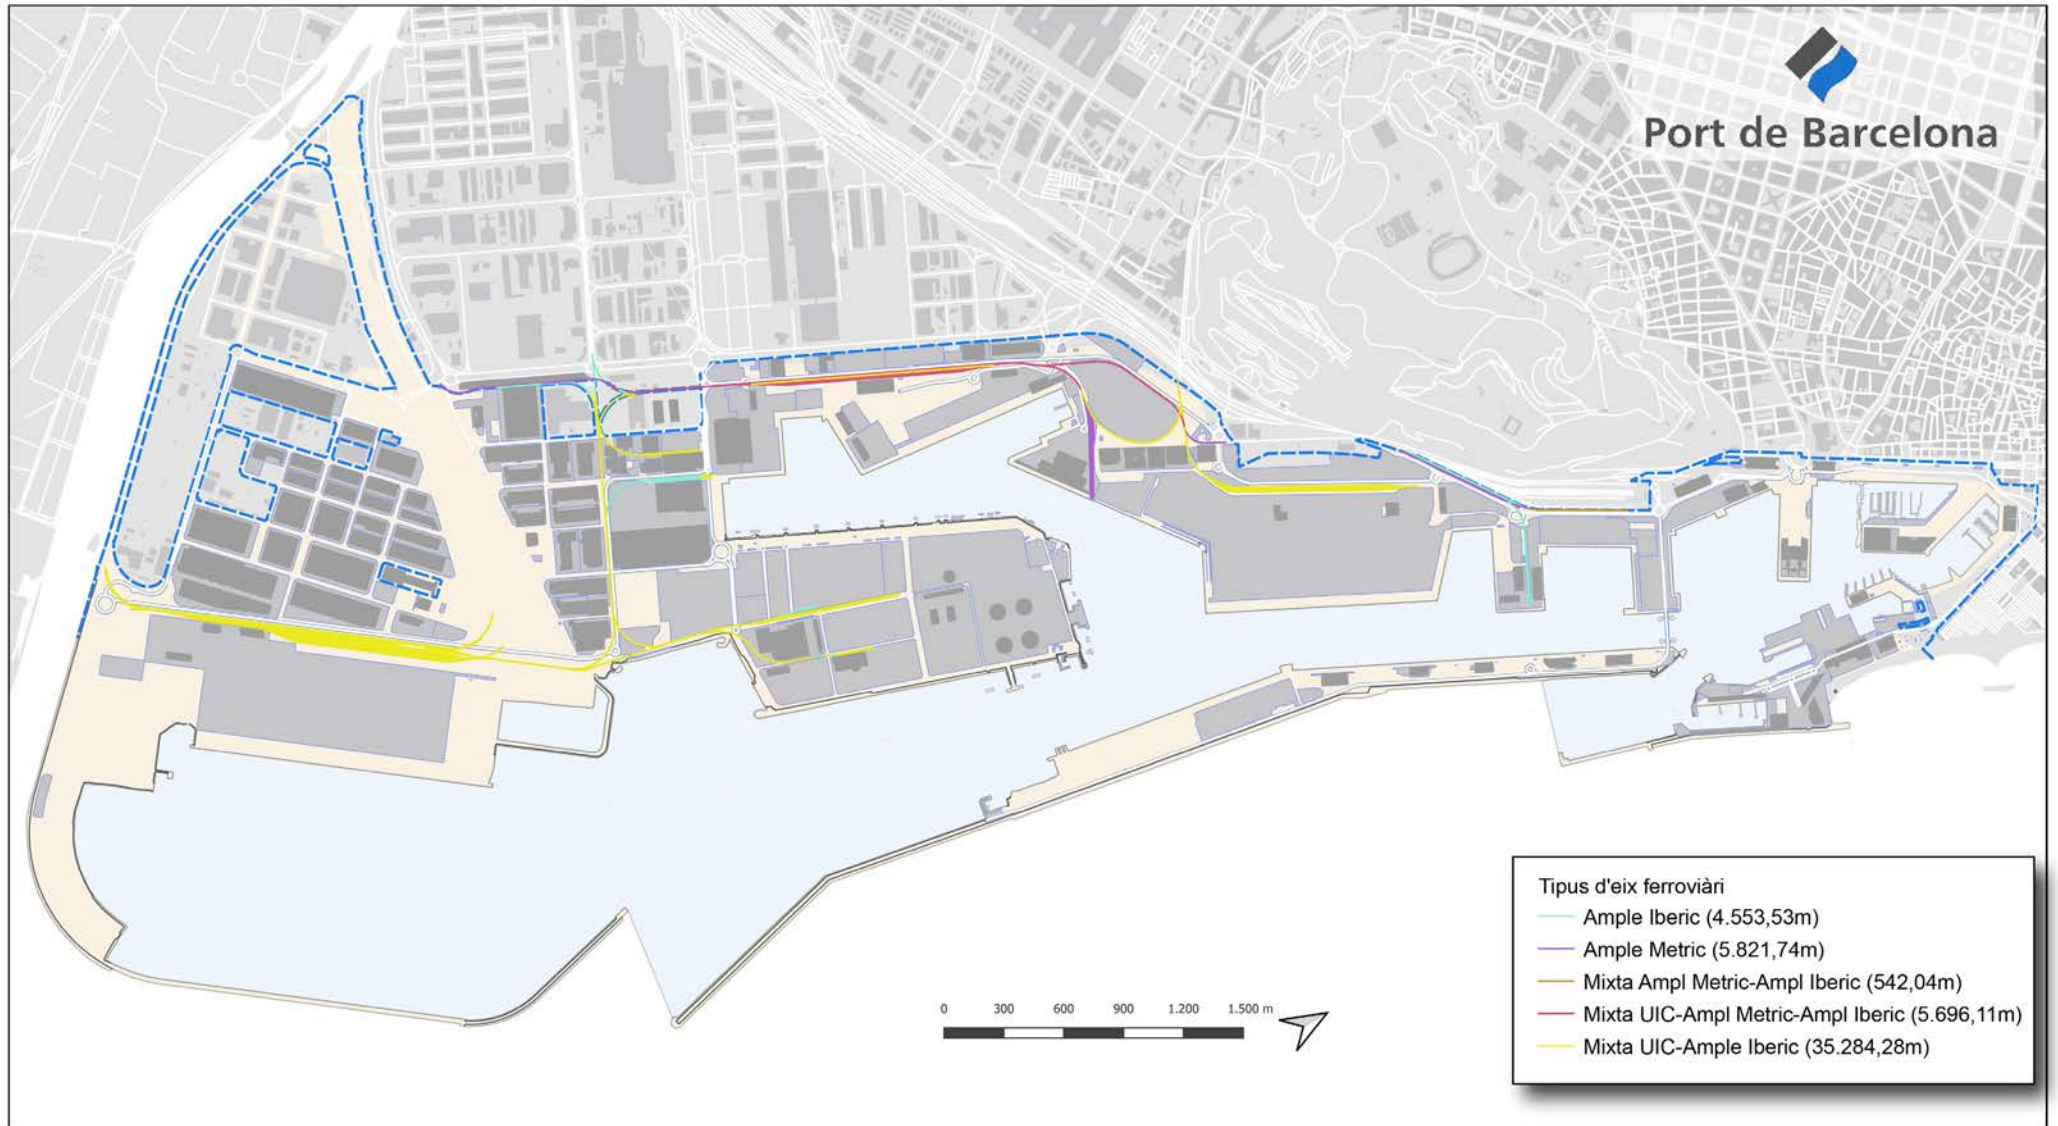 Port de Barcelona
Tipus d'eix ferroviàri
Ample Iberic (4.553,53m)
Ample Metric (5.821,74m)
Mixta Ampl Metric-Ampl Iberic (542,04m)
Mixta UIC-Ampl Metric-Ampl Iberic (5.696,11m)
Mixta UIC-Ample Iberic (35.284,28m)
0 300 600 900 1.200 1.500 m